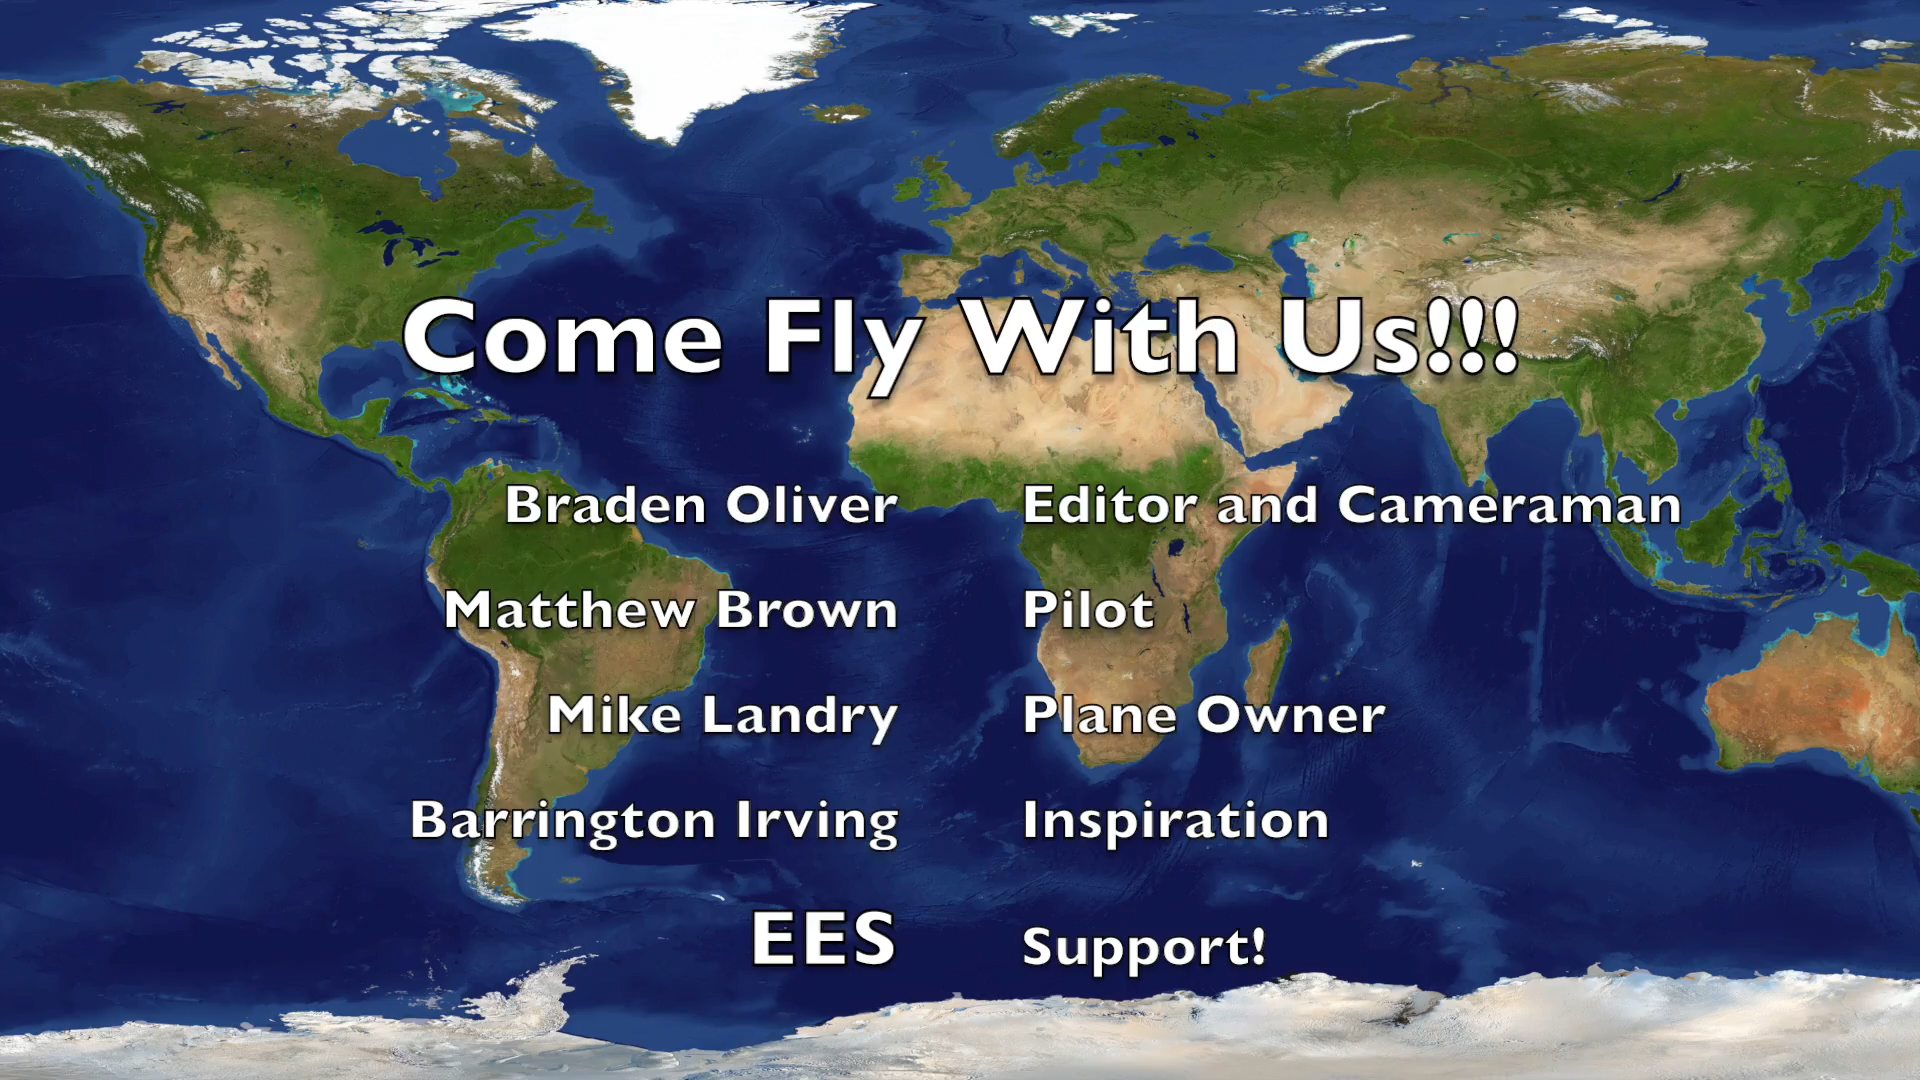 Come Fly With Us!!!
Braden Oliver Editor and Cameraman
Matthew Brown Pilot
Mike Landry Plane Owner
Barrington Irving Inspiration
EES Support!